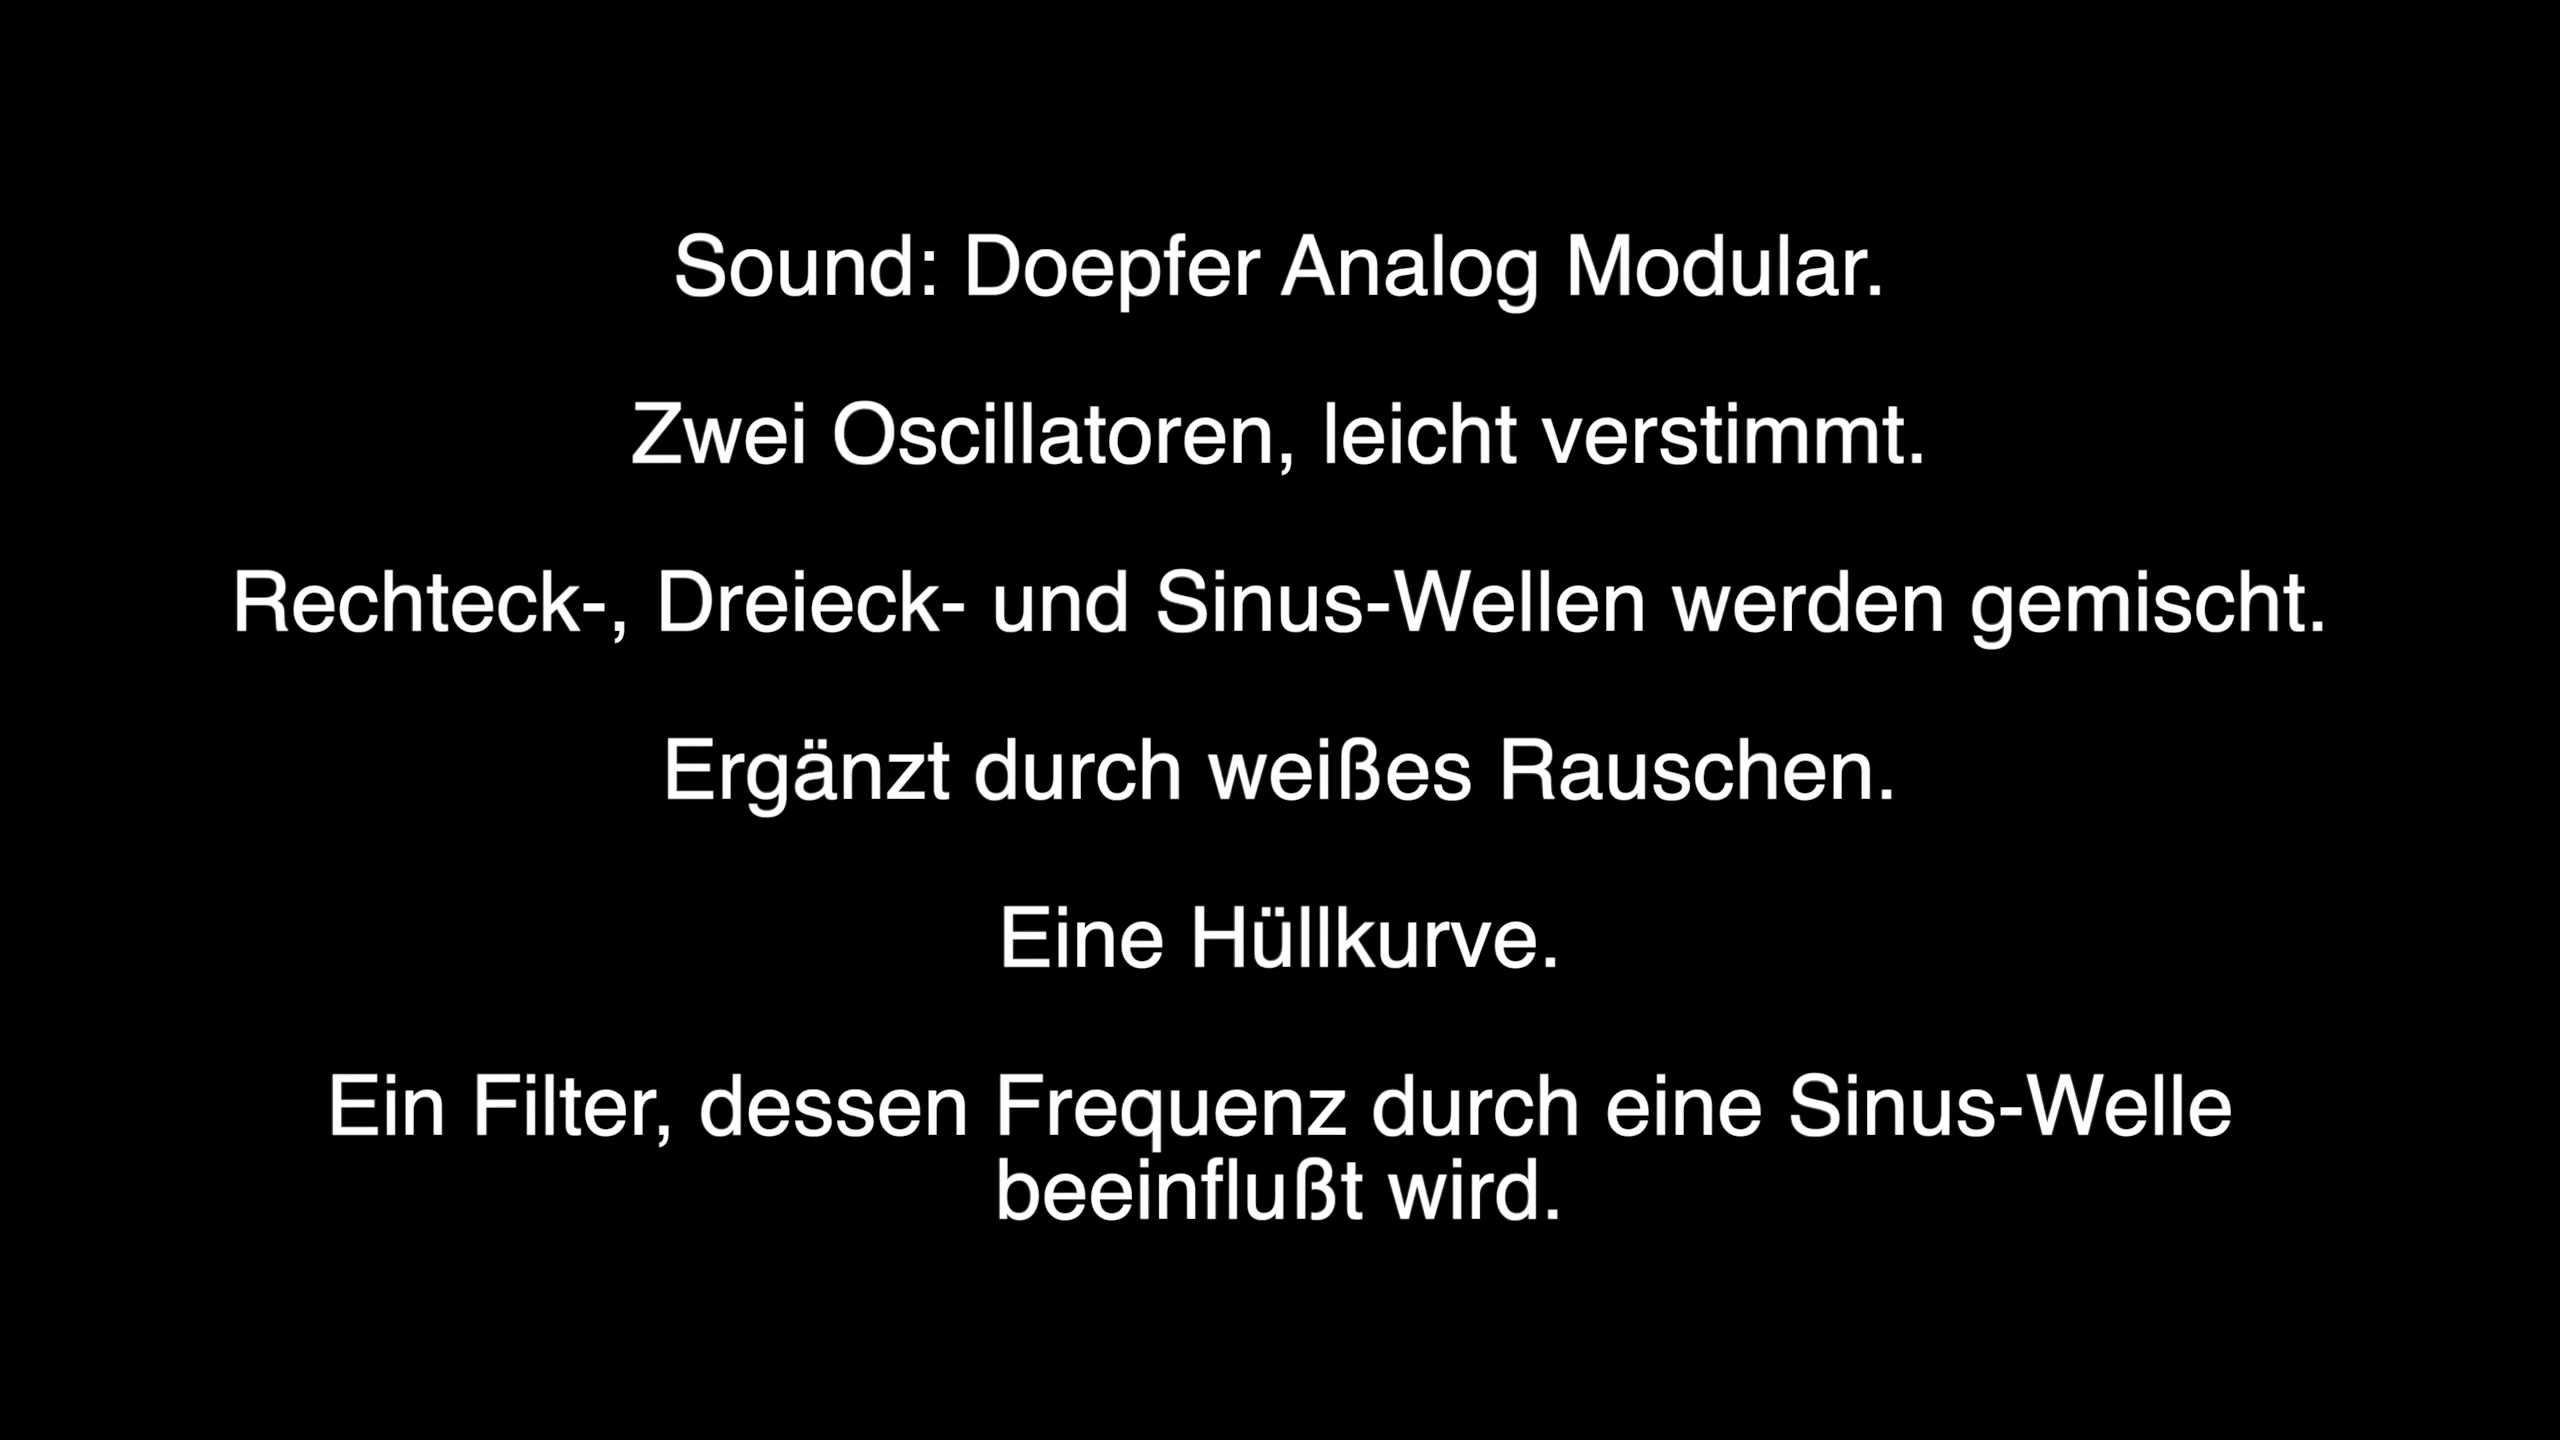 Sound: Doepfer Analog Modular.
Zwei Oscillatoren, leicht verstimmt.
Rechteck-, Dreieck- und Sinus-Wellen werden gemischt.
Ergänzt durch weißes Rauschen.
Eine Hüllkurve.
Ein Filter, dessen Frequenz durch eine Sinus-Welle
beeinflußt wird.